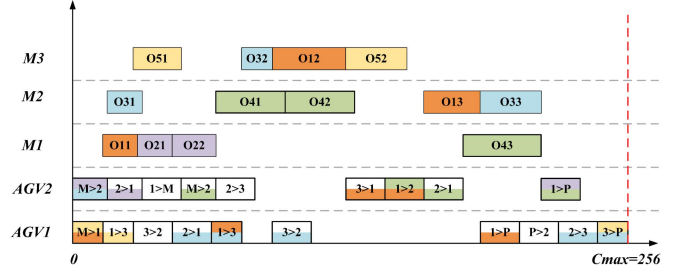 M3 O51 O32 O12 O52
M2 O31 O41 O42 O13 O33
M1 O11 O21 O22 O43
AGV2 M>2 2>1 1>M M>2 2>3 3>1 1>2 2>1 1>P
AGV1 M>1 1>3 3>2 2>1 1>3 3>2 1>P P>2 2>3 3>P
0 Cmax=256